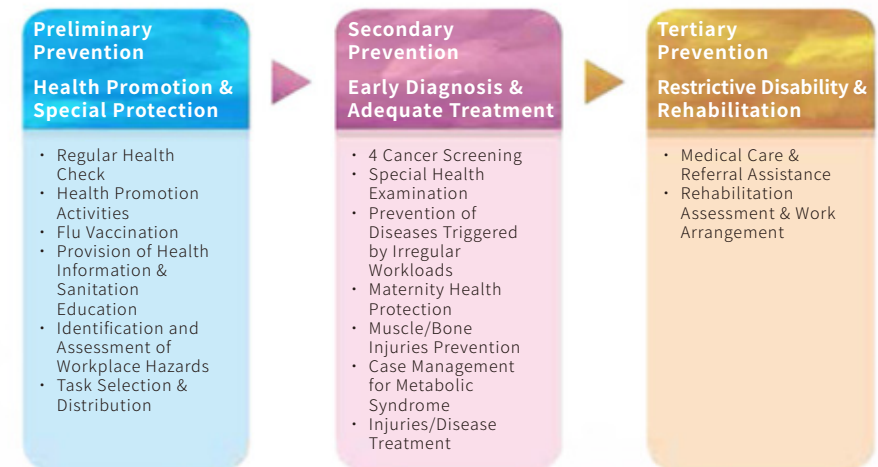 Preliminary
Prevention
Health Promotion &
Special Protection
・ Regular Health
Check
・ Health Promotion
Activities
・ Flu Vaccination
・ Provision of Health
Information &
Sanitation
Education
・ Identification and
Assessment of
Workplace Hazards
・ Task Selection &
Distribution
Secondary
Prevention
Early Diagnosis &
Adequate Treatment
・ 4 Cancer Screening
・ Special Health
Examination
・ Prevention of
Diseases Triggered
by Irregular
Workloads
・ Maternity Health
Protection
・ Muscle/Bone
Injuries Prevention
・ Case Management
for Metabolic
Syndrome
・ Injuries/Disease
Treatment
Tertiary
Prevention
Restrictive Disability &
Rehabilitation
・ Medical Care &
Referral Assistance
・ Rehabilitation
Assessment & Work
Arrangement